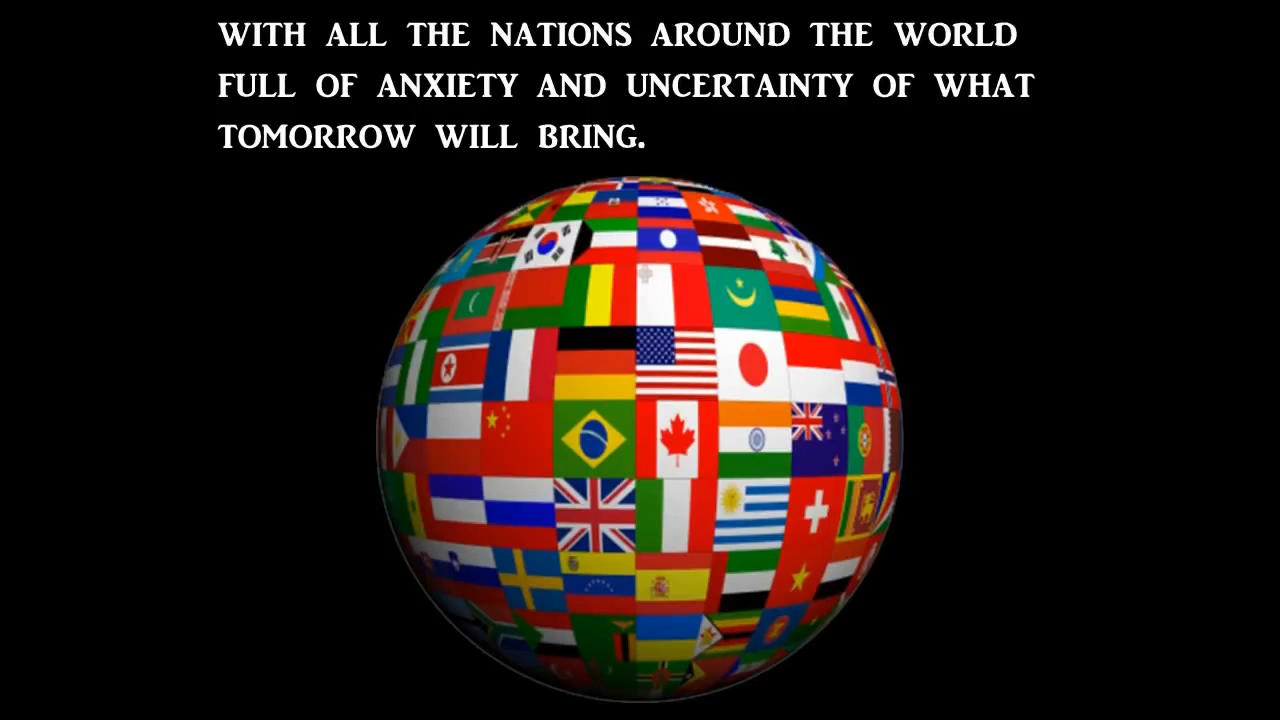 WITH ALL THE NATIONS AROUND THE WORLD
FULL OF ANXIETY AND UNCERTAINTY OF WHAT
TOMORROW WILL BRING.